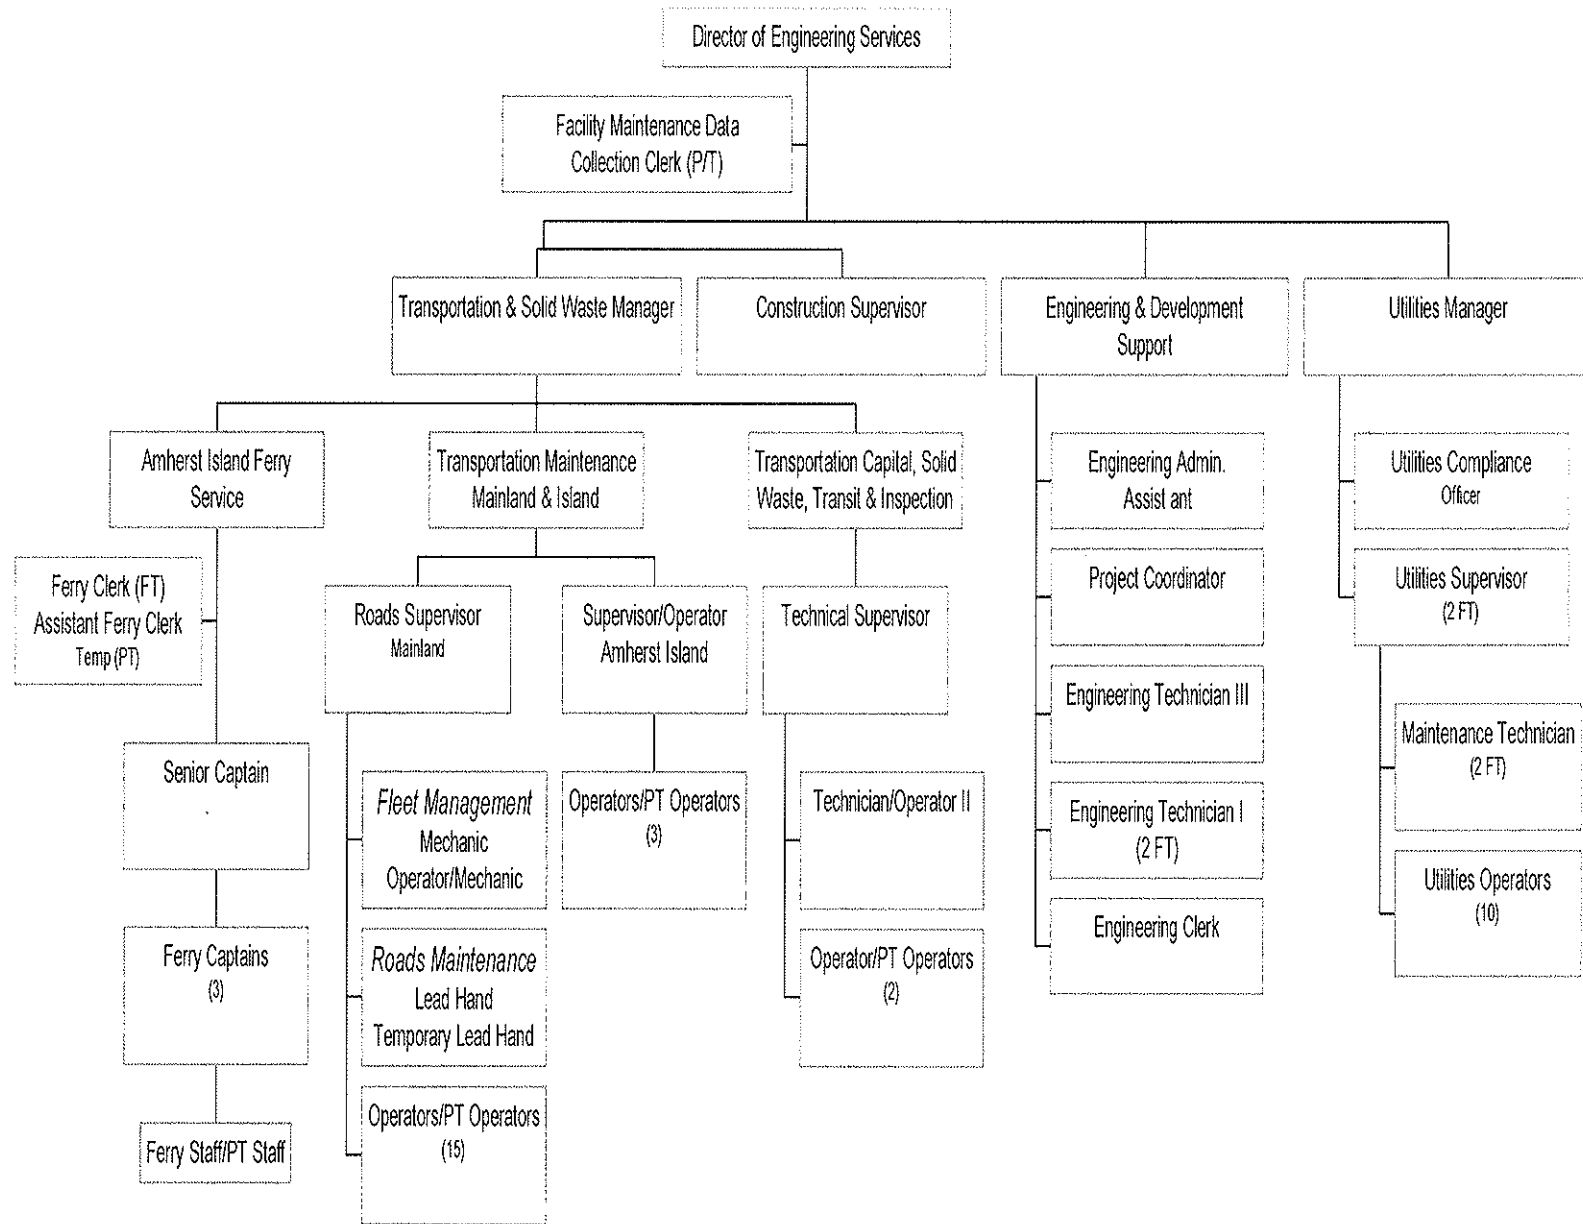 Director of Engineering Services
Facility Maintenance Data
Collection Clerk (P/T)
Transportation & Solid Waste Manager
Construction Supervisor
Engineering & Development
Support
Utilities Manager
Amherst Island Ferry
Service
Transportation Maintenance
Mainland & Island
Transportation Capital, Solid
Waste, Transit & Inspection
Engineering Admin.
Assist ant
Utilities Compliance
Officer
Ferry Clerk (FT)
Assistant Ferry Clerk
Temp (PT)
Roads Supervisor
Mainland
Supervisor/Operator
Amherst Island
Technical Supervisor
Project Coordinator
Utilities Supervisor
(2 FT)
Senior Captain
Fleet Management
Mechanic
Operator/Mechanic
Operators/PT Operators
(3)
Technician/Operator II
Engineering Technician III
Maintenance Technician
(2 FT)
Engineering Technician I
(2 FT)
Utilities Operators
(10)
Ferry Captains
(3)
Roads Maintenance
Lead Hand
Temporary Lead Hand
Operator/PT Operators
(2)
Engineering Clerk
Ferry Staff/PT Staff
Operators/PT Operators
(15)